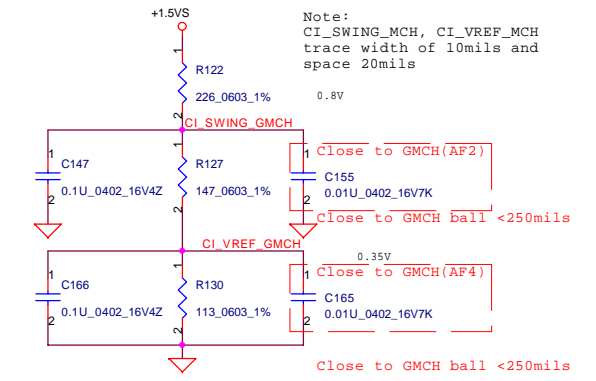 +1.5VS
Note:
CI_SWING_MCH, CI_VREF_MCH
trace width of 10mils and
space 20mils
1
R122
226_0603_1%
0.8V
2
CI_SWING_GMCH
1
C147
0.1U_0402_16V4Z
2
1
R127
147_0603_1%
2
Close to GMCH(AF2)
1
C155
0.01U_0402_16V7K
2
Close to GMCH ball <250mils
CI_VREF_GMCH
0.35V
1
C166
0.1U_0402_16V4Z
2
1
R130
113_0603_1%
2
Close to GMCH(AF4)
1
C165
0.01U_0402_16V7K
2
Close to GMCH ball <250mils